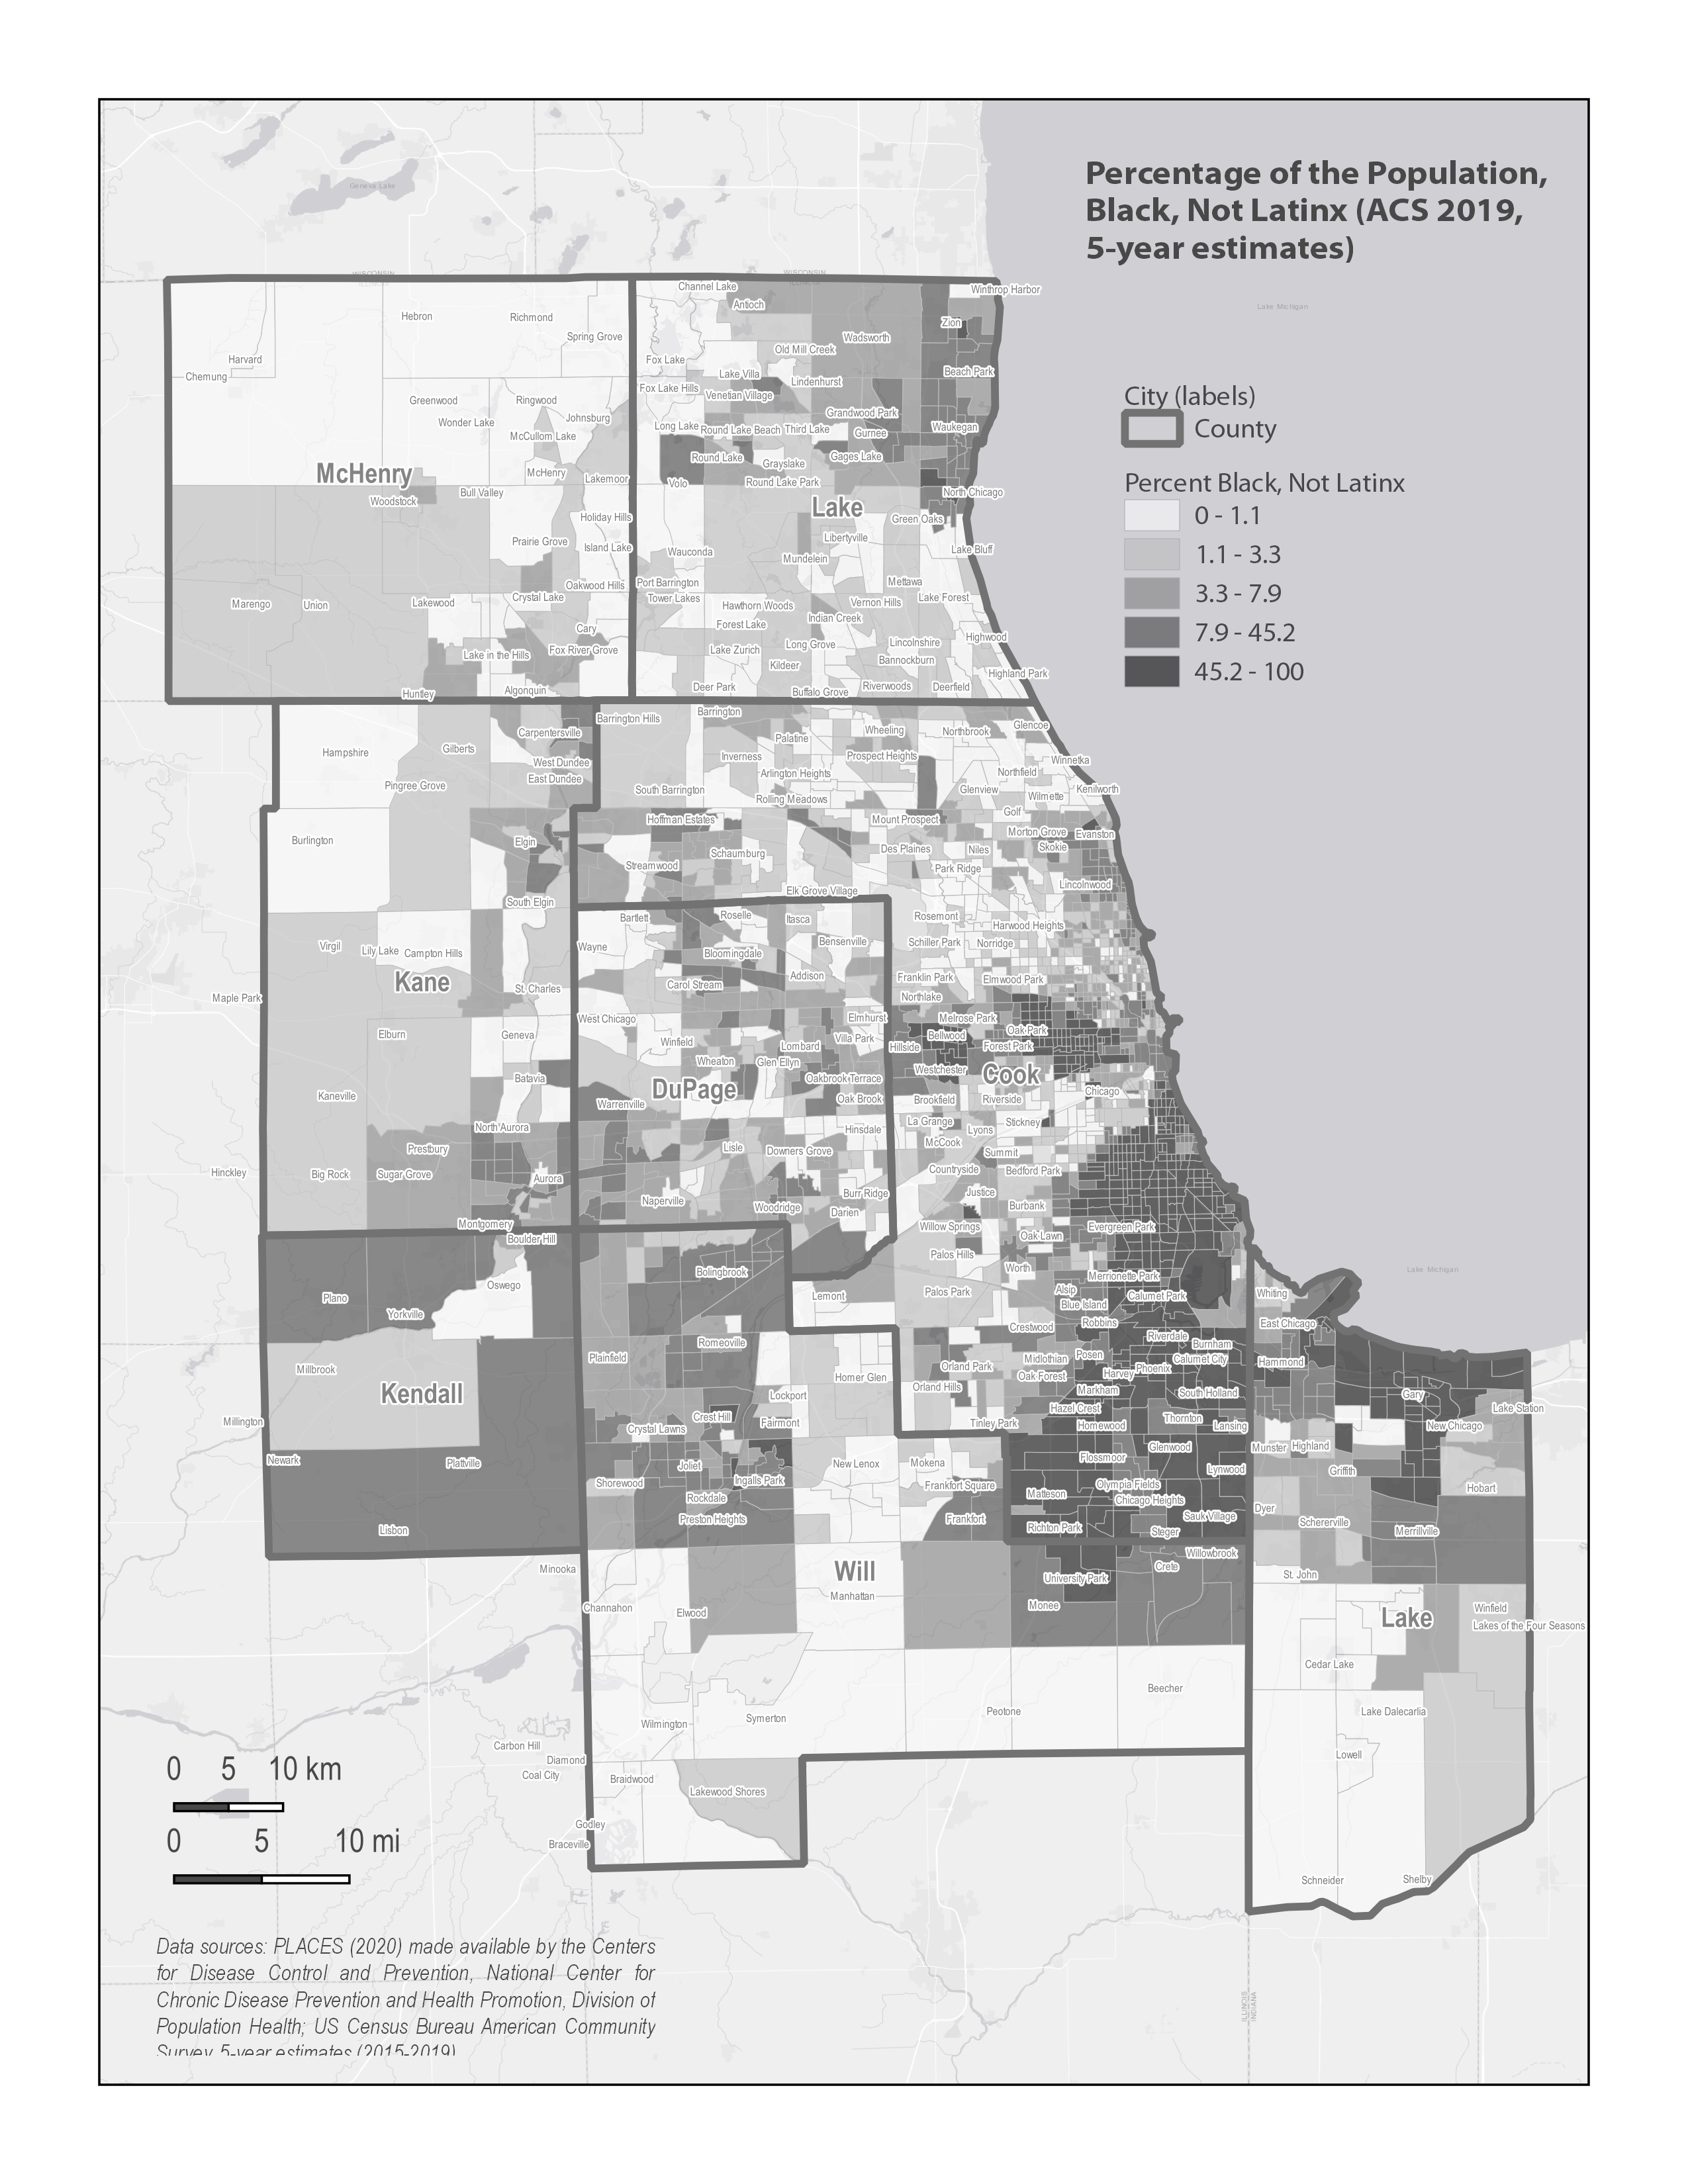 Percentage of the Population,
Black, Not Latinx (ACS 2019,
5-year estimates)
Geneva Lake
Lake Michigan
WISCONSIN
ILLINOIS
WISCONSIN
ILLINOIS
City (labels)
County
Percent Black, Not Latinx
0 - 1.1
1.1 - 3.3
3.3 - 7.9
7.9 - 45.2
45.2 - 100
Channel Lake
Winthrop Harbor
Antioch
Hebron
Richmond
Zion
Spring Grove
Wadsworth
Old Mill Creek
Harvard
Fox Lake
Chemung
Lake Villa
Beach Park
Lindenhurst
Fox Lake Hills
Venetian Village
Greenwood
Ringwood
Grandwood Park
Johnsburg
Wonder Lake
Long Lake
Round Lake Beach
Third Lake
Gurnee
Waukegan
McCullom Lake
Round Lake
Gages Lake
Grayslake
McHenry
McHenry
Lakemoor
Volo
Round Lake Park
Woodstock
Bull Valley
North Chicago
Lake
Holiday Hills
Green Oaks
Prairie Grove
Island Lake
Libertyville
Wauconda
Lake Bluff
Mundelein
Oakwood Hills
Port Barrington
Mettawa
Crystal Lake
Tower Lakes
Lake Forest
Marengo
Union
Lakewood
Hawthorn Woods
Vernon Hills
Indian Creek
Forest Lake
Cary
Highwood
Lake in the Hills
Fox River Grove
Lake Zurich
Long Grove
Lincolnshire
Kildeer
Bannockburn
Highland Park
Huntley
Algonquin
Deer Park
Buffalo Grove
Riverwoods
Deerfield
Barrington Hills
Barrington
Glencoe
Carpentersville
Wheeling
Northbrook
Palatine
Hampshire
Gilberts
Inverness
Prospect Heights
West Dundee
Winnetka
East Dundee
Arlington Heights
Northfield
Pingree Grove
South Barrington
Glenview
Kenilworth
Rolling Meadows
Wilmette
Golf
Hoffman Estates
Mount Prospect
Burlington
Elgin
Morton Grove
Evanston
Schaumburg
Des Plaines
Niles
Skokie
Streamwood
Park Ridge
Elk Grove Village
Lincolnwood
South Elgin
Bartlett
Roselle
Itasca
Rosemont
Harwood Heights
Virgil
Lily Lake
Campton Hills
Wayne
Bloomingdale
Bensenville
Schiller Park
Norridge
Kane
Carol Stream
Addison
Franklin Park
Elmwood Park
Maple Park
St. Charles
Northlake
West Chicago
Elmhurst
Melrose Park
Elburn
Geneva
Winfield
Lombard
Villa Park
Bellwood
Oak Park
Hillside
Forest Park
Wheaton
Glen Ellyn
Batavia
DuPage
Oakbrook Terrace
Westchester
Cook
Chicago
Kaneville
Warrenville
Oak Brook
Brookfield
Riverside
North Aurora
Hinsdale
La Grange
Lyons
Stickney
Prestbury
Lisle
Downers Grove
McCook
Summit
Hinckley
Big Rock
Sugar Grove
Aurora
Countryside
Bedford Park
Naperville
Woodridge
Burr Ridge
Justice
Darien
Burbank
Montgomery
Willow Springs
Evergreen Park
Boulder Hill
Oak Lawn
Palos Hills
Bolingbrook
Worth
Merrionette Park
Lake Michigan
Oswego
Plano
Lemont
Palos Park
Alsip
Calumet Park
Whiting
Yorkville
Blue Island
Crestwood
Robbins
East Chicago
Romeoville
Riverdale
Burnham
Plainfield
Midlothian
Posen
Calumet City
Hammond
Millbrook
Orland Park
Phoenix
Homer Glen
Oak Forest
Harvey
Kendall
Lockport
Orland Hills
Markham
South Holland
Gary
Crest Hill
Hazel Crest
Lake Station
Millington
Fairmont
Tinley Park
Crystal Lawns
Homewood
Thornton
Lansing
New Chicago
Newark
Plattville
Munster
Highland
Joliet
New Lenox
Mokena
Flossmoor
Glenwood
Lynwood
Griffith
Shorewood
Ingalls Park
Frankfort Square
Olympia Fields
Hobart
Rockdale
Matteson
Chicago Heights
Dyer
Preston Heights
Frankfort
Sauk Village
Schererville
Lisbon
Richton Park
Steger
Merrillville
Willowbrook
Minooka
Will
Crete
St. John
University Park
Channahon
Elwood
Manhattan
Monee
Lake
Winfield
Lakes of the Four Seasons
Cedar Lake
Beecher
Peotone
Lake Dalecarlia
Wilmington
Symerton
Carbon Hill
Lowell
Diamond
Coal City
Braidwood
Lakewood Shores
Godley
Braceville
Schneider
Shelby
0 5 10 km
0 5 10 mi
ILLINOIS
INDIANA
Data sources: PLACES (2020) made available by the Centers
for Disease Control and Prevention, National Center for
Chronic Disease Prevention and Health Promotion, Division of
Population Health; US Census Bureau American Community
Survey, 5-year estimates (2015-2019)